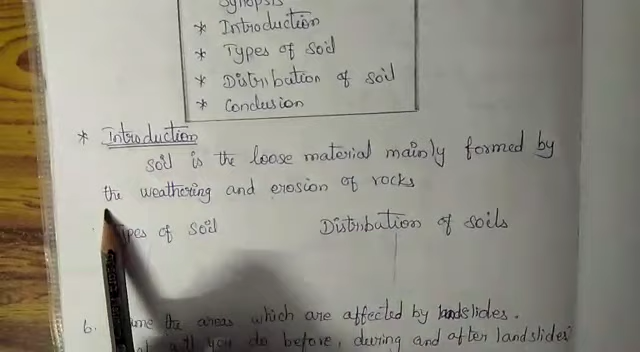 Synopsis
* Introduction
* Types of soil
* Distribution of soil
* Conclusion
* Introduction
soil is the loose material mainly formed by
the weathering and erosion of rocks
of soil Distribution of soils
6. the areas which are affected by landslides.
will you do before, during and after landslides